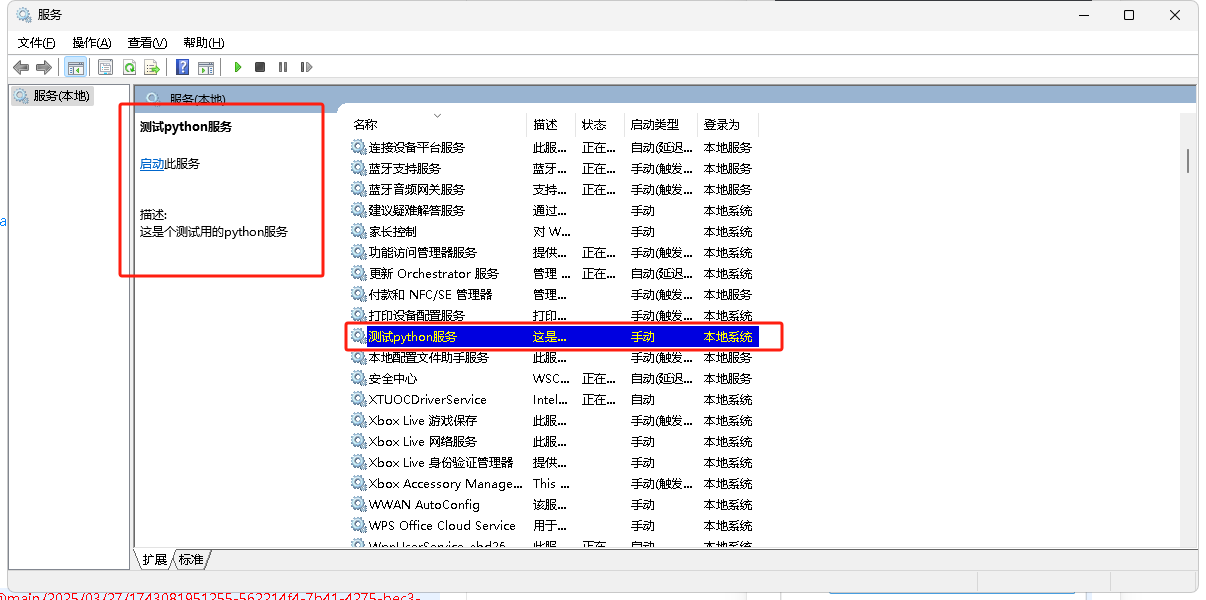 服务
文件(F) 操作(A) 查看(V) 帮助(H)
服务(本地)
服务(本地)
测试python服务
启动此服务
描述:
这是个测试用的python服务
名称 描述 状态 启动类型 登录为
连接设备平台服务 此服... 正在... 自动(延迟... 本地服务
蓝牙支持服务 蓝牙... 正在... 手动(触发... 本地服务
蓝牙音频网关服务 支持... 正在... 手动(触发... 本地服务
建议疑难解答服务 通过... 手动 本地系统
家长控制 对 W... 手动 本地系统
功能访问管理器服务 提供... 正在... 手动(触发... 本地系统
更新 Orchestrator 服务 管理 ... 正在... 自动(延迟... 本地系统
付款和 NFC/SE 管理器 管理... 手动(触发... 本地服务
打印设备配置服务 打印... 手动(触发... 本地系统
测试python服务 这是... 手动 本地系统
本地配置文件助手服务 此服... 手动(触发... 本地服务
安全中心 WSC... 正在... 自动(延迟... 本地服务
XTUOCDriverService Intel... 正在... 自动 本地系统
Xbox Live 游戏保存 此服... 手动(触发... 本地系统
Xbox Live 网络服务 此服... 手动 本地系统
Xbox Live 身份验证管理器 提供... 手动 本地系统
Xbox Accessory Manage... This ... 手动(触发... 本地系统
WWAN AutoConfig 该服... 手动 本地系统
WPS Office Cloud Service 用于... 手动 本地系统
此服... 正在... 自动 本地系统
扩展 标准